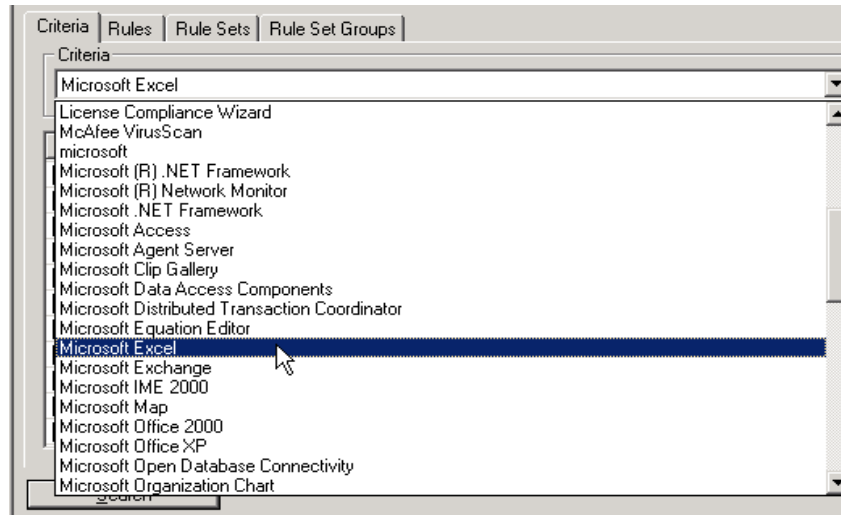 Criteria Rules Rule Sets Rule Set Groups
Criteria
Microsoft Excel
License Compliance Wizard
McAfee VirusScan
microsoft
Microsoft (R) .NET Framework
Microsoft (R) Network Monitor
Microsoft .NET Framework
Microsoft Access
Microsoft Agent Server
Microsoft Clip Gallery
Microsoft Data Access Components
Microsoft Distributed Transaction Coordinator
Microsoft Equation Editor
Microsoft Excel
Microsoft Exchange
Microsoft IME 2000
Microsoft Map
Microsoft Office 2000
Microsoft Office XP
Microsoft Open Database Connectivity
Microsoft Organization Chart
Search